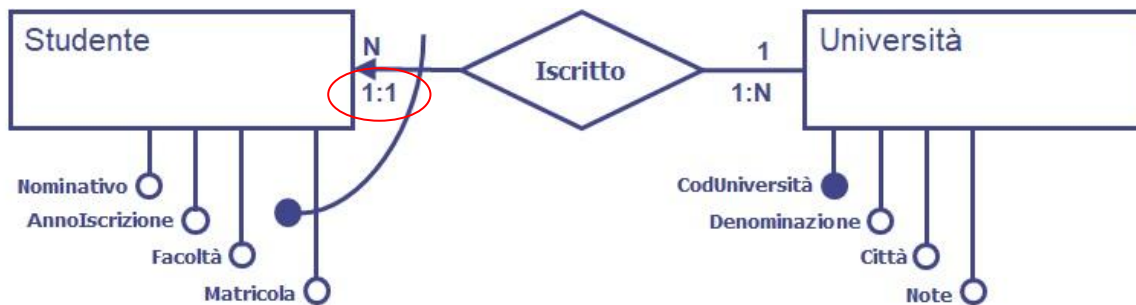 Studente
N
1:1
Iscritto
1
1:N
Università
Nominativo
AnnoIscrizione
Facoltà
Matricola
CodUniversità
Denominazione
Città
Note